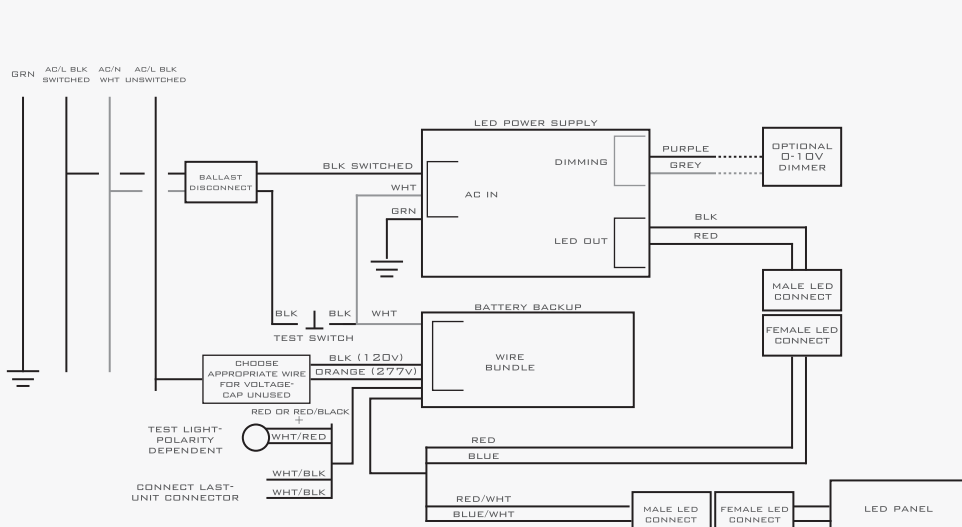 GRN
AC/L BLK
SWITCHED
AC/N
WHT
AC/L BLK
UNSWITCHED
LED POWER SUPPLY
BALLAST
DISCONNECT
BLK SWITCHED
WHT
GRN
AC IN
DIMMING
LED OUT
PURPLE
GREY
OPTIONAL
0-10V
DIMMER
BLK
RED
MALE LED
CONNECT
FEMALE LED
CONNECT
BLK
BLK
WHT
TEST SWITCH
BATTERY BACKUP
WIRE
BUNDLE
CHOOSE
APPROPRIATE WIRE
FOR VOLTAGE-
CAP UNUSED
BLK (120V)
ORANGE (277V)
RED OR RED/BLACK
+
WHT/RED
TEST LIGHT-
POLARITY
DEPENDENT
CONNECT LAST-
UNIT CONNECTOR
WHT/BLK
WHT/BLK
RED
BLUE
RED/WHT
BLUE/WHT
MALE LED
CONNECT
FEMALE LED
CONNECT
LED PANEL